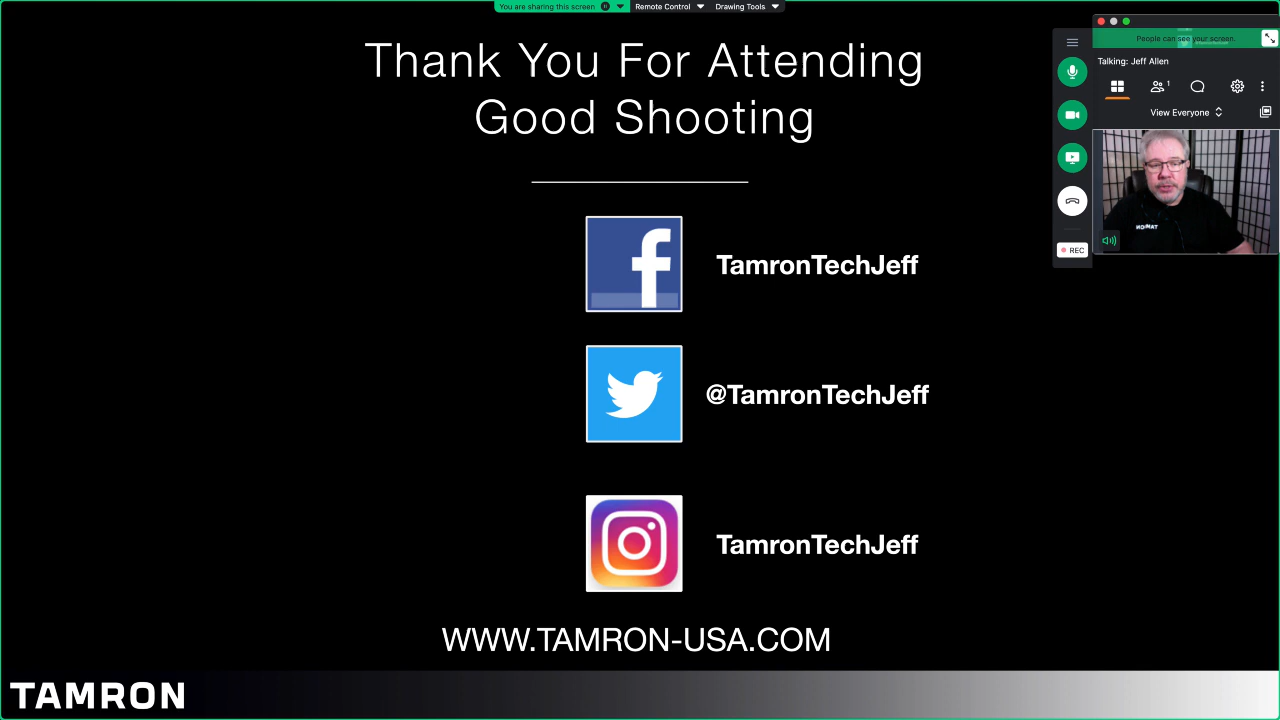 You are sharing this screen
Remote Control
Drawing Tools
People can see your screen.
Talking: Jeff Allen
1
View Everyone
REC
Thank You For Attending
Good Shooting
TamronTechJeff
@TamronTechJeff
TamronTechJeff
WWW.TAMRON-USA.COM
TAMRON